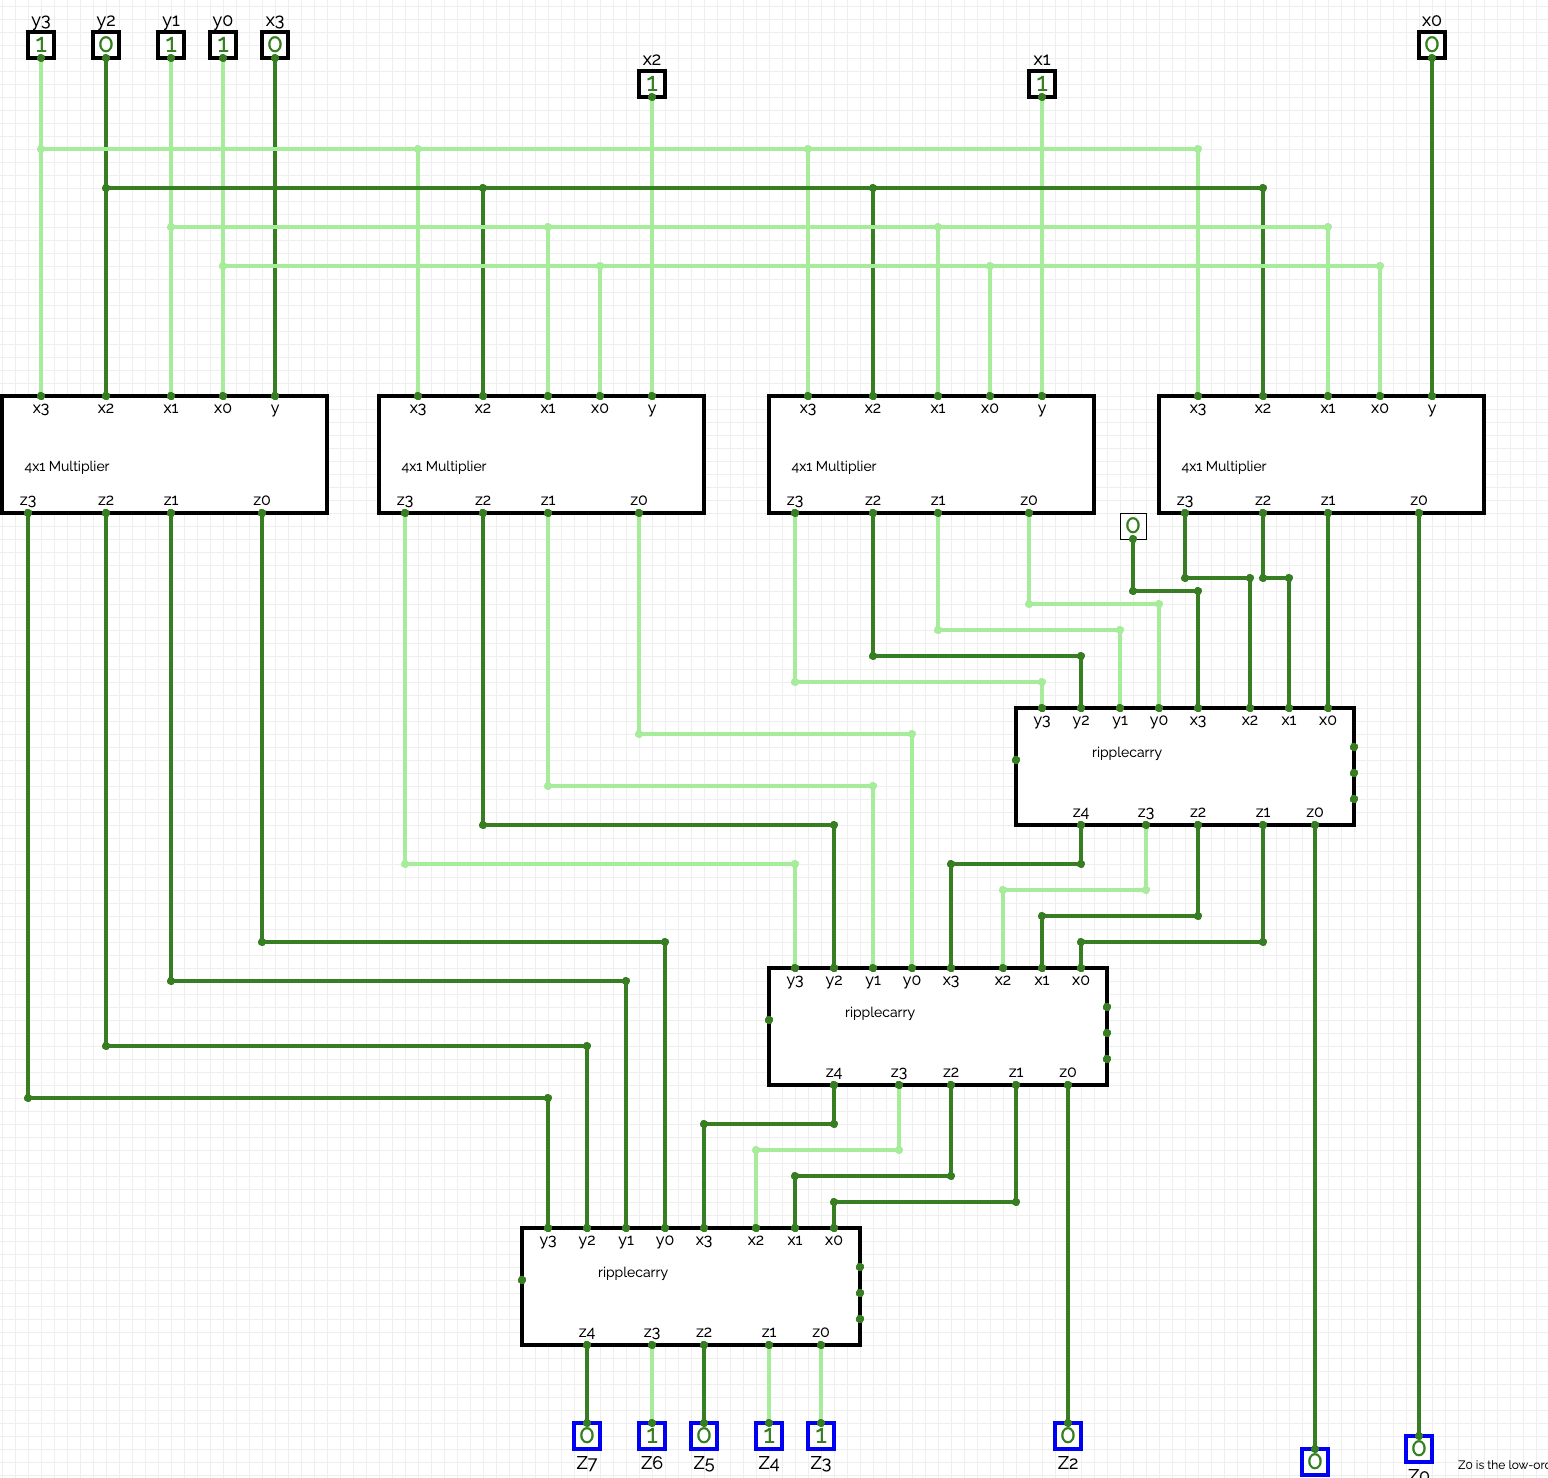 y3 y2 y1 y0 x3 x0
1 0 1 1 0 0
x2 x1
1 1
x3 x2 x1 x0 y x3 x2 x1 x0 y x3 x2 x1 x0 y x3 x2 x1 x0 y
4x1 Multiplier 4x1 Multiplier 4x1 Multiplier 4x1 Multiplier
z3 z2 z1 z0 z3 z2 z1 z0 z3 z2 z1 z0 z3 z2 z1 z0
0
y3 y2 y1 y0 x3 x2 x1 x0
ripplecarry
z4 z3 z2 z1 z0
y3 y2 y1 y0 x3 x2 x1 x0
ripplecarry
z4 z3 z2 z1 z0
y3 y2 y1 y0 x3 x2 x1 x0
ripplecarry
z4 z3 z2 z1 z0
0 1 0 1 1 0 0 0
Z7 Z6 Z5 Z4 Z3 Z2 Z0 Z0 is the low-or